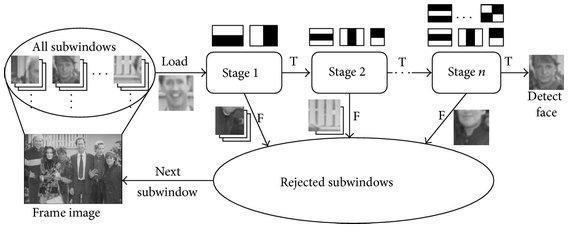 All subwindows
Load
Stage 1
T
Stage 2
T
Stage n
T
Detect
face
F
F
F
Next
subwindow
Rejected subwindows
Frame image